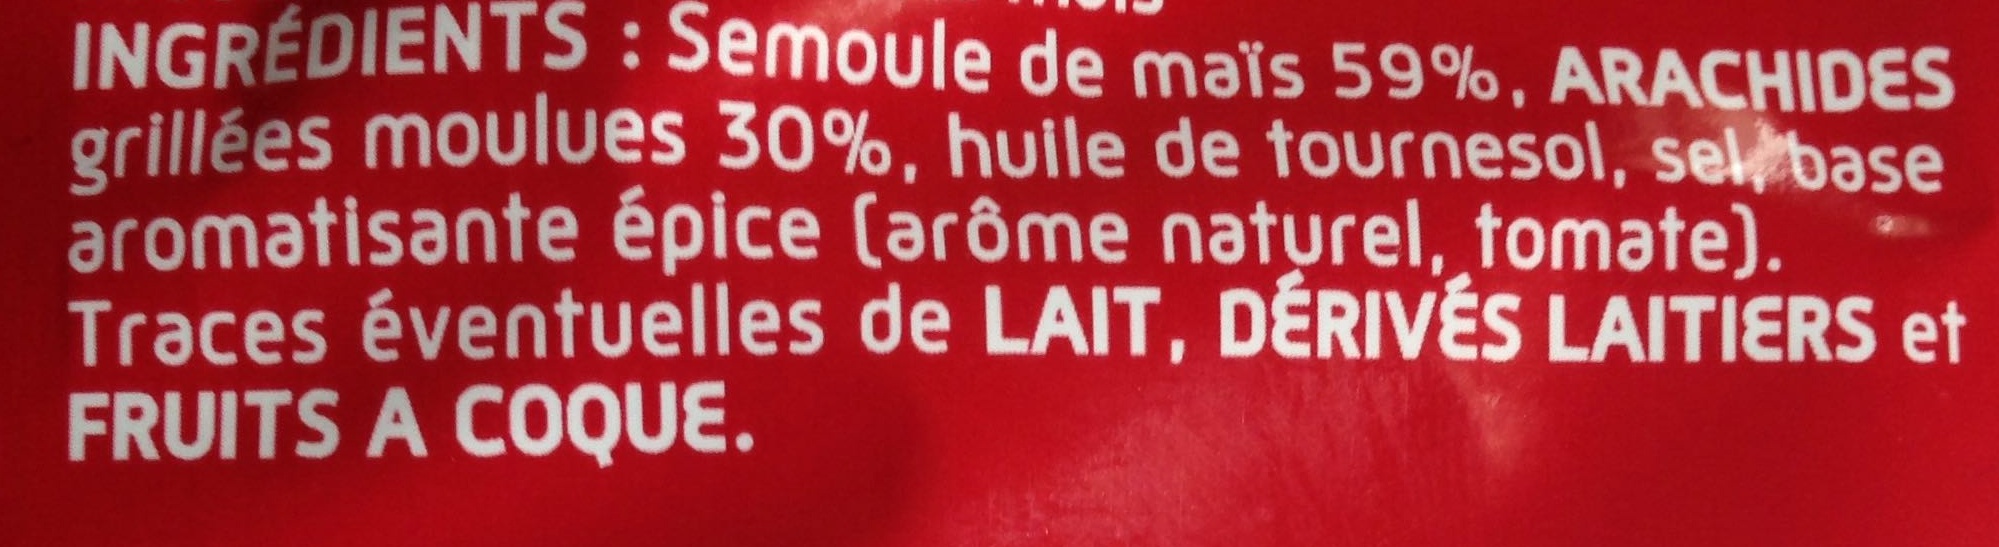 INGRÉDIENTS : Semoule de maïs 59%, ARACHIDES
grillées moulues 30%, huile de tournesol, sel, base
aromatisante épice (arôme naturel, tomate).
Traces éventuelles de LAIT, DÉRIVÉS LAITIERS et
FRUITS A COQUE.